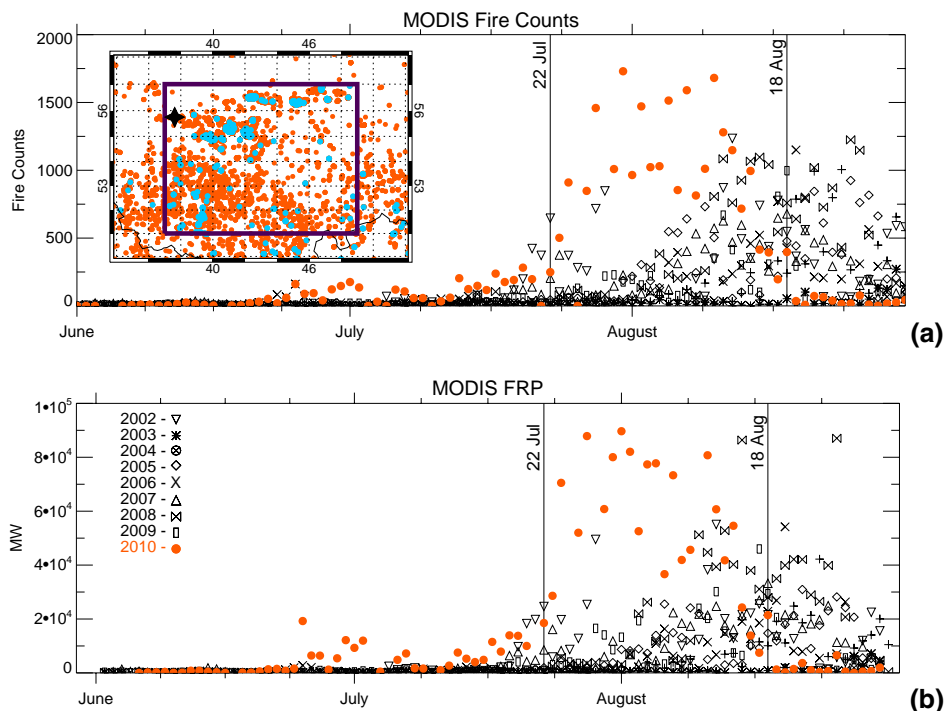 MODIS Fire Counts
Fire Counts
2000
1500
1000
500
0
40 46
56 56
53 53
40 46
22 Jul
18 Aug
June July August
(a)
MODIS FRP
MW
1•10⁵
8•10⁴
6•10⁴
4•10⁴
2•10⁴
0
2002 -
2003 -
2004 -
2005 -
2006 -
2007 -
2008 -
2009 -
2010 -
22 Jul
18 Aug
June July August
(b)